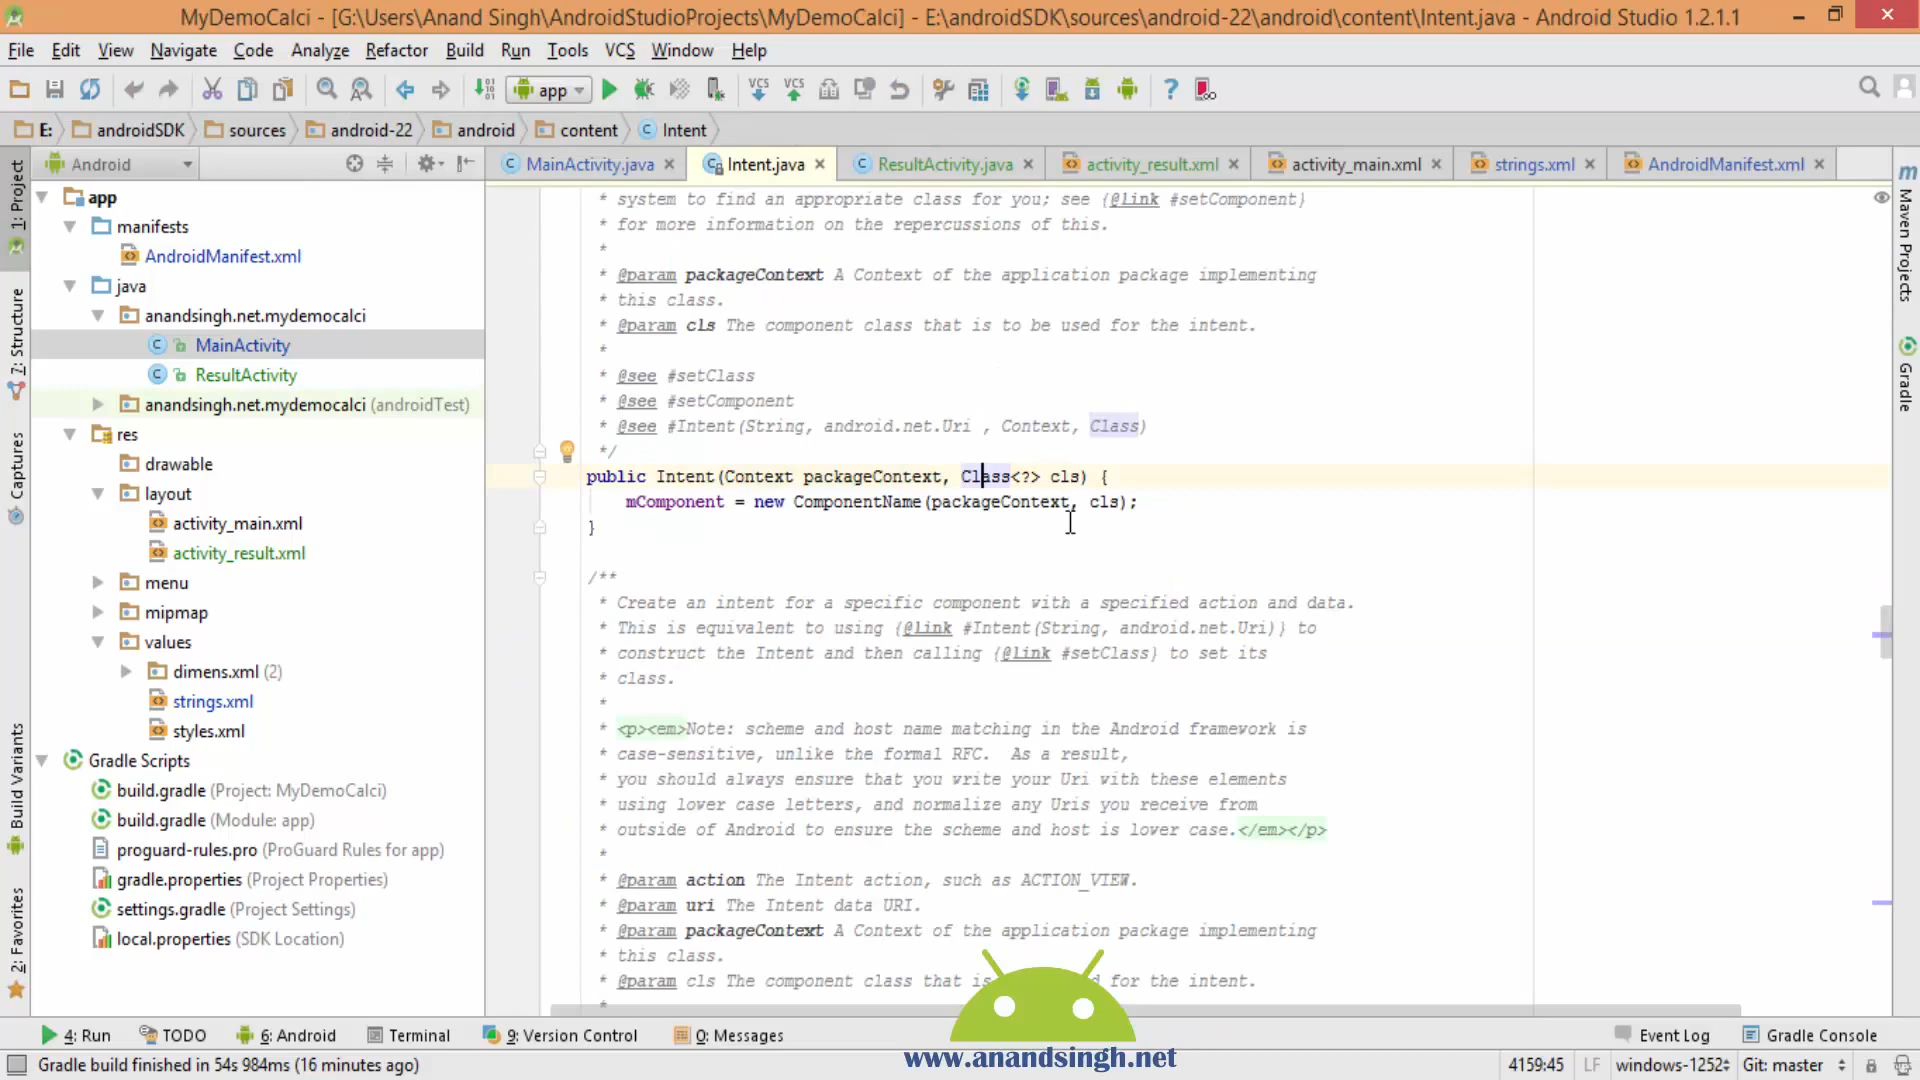 MyDemoCalci - [G:\Users\Anand Singh\AndroidStudioProjects\MyDemoCalci] - E:\androidSDK\sources\android-22\android\content\Intent.java - Android Studio 1.2.1.1
File Edit View Navigate Code Analyze Refactor Build Run Tools VCS Window Help
app
VCS VCS
E: androidSDK sources android-22 android content Intent
Android
MainActivity.java Intent.java ResultActivity.java activity_result.xml activity_main.xml strings.xml AndroidManifest.xml
1: Project
7: Structure
Captures
Build Variants
2: Favorites
app
manifests
AndroidManifest.xml
java
anandsingh.net.mydemocalci
MainActivity
ResultActivity
anandsingh.net.mydemocalci (androidTest)
res
drawable
layout
activity_main.xml
activity_result.xml
menu
mipmap
values
dimens.xml (2)
strings.xml
styles.xml
Gradle Scripts
build.gradle (Project: MyDemoCalci)
build.gradle (Module: app)
proguard-rules.pro (ProGuard Rules for app)
gradle.properties (Project Properties)
settings.gradle (Project Settings)
local.properties (SDK Location)
* system to find an appropriate class for you; see {@link #setComponent}
* for more information on the repercussions of this.
*
* @param packageContext A Context of the application package implementing
* this class.
* @param cls The component class that is to be used for the intent.
*
* @see #setClass
* @see #setComponent
* @see #Intent(String, android.net.Uri , Context, Class)
*/
public Intent(Context packageContext, Class<?> cls) {
mComponent = new ComponentName(packageContext, cls);
}
/**
* Create an intent for a specific component with a specified action and data.
* This is equivalent to using {@link #Intent(String, android.net.Uri)} to
* construct the Intent and then calling {@link #setClass} to set its
* class.
*
* <p><em>Note: scheme and host name matching in the Android framework is
* case-sensitive, unlike the formal RFC.  As a result,
* you should always ensure that you write your Uri with these elements
* using lower case letters, and normalize any Uris you receive from
* outside of Android to ensure the scheme and host is lower case.</em></p>
*
* @param action The Intent action, such as ACTION_VIEW.
* @param uri The Intent data URI.
* @param packageContext A Context of the application package implementing
* this class.
* @param cls The component class that is for the intent.
*
m Maven Projects
Gradle
4: Run TODO 6: Android Terminal 9: Version Control 0: Messages Event Log Gradle Console
Gradle build finished in 54s 984ms (16 minutes ago) 4159:45 LF windows-1252 Git: master
www.anandsingh.net